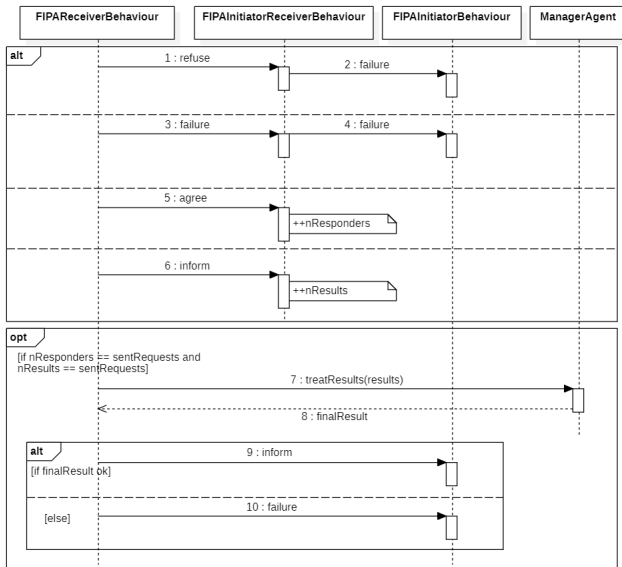 FIPAReceiverBehaviour
FIPAInitiatorReceiverBehaviour
FIPAInitiatorBehaviour
ManagerAgent
alt
1 : refuse
2 : failure
3 : failure
4 : failure
5 : agree
++nResponders
6 : inform
++nResults
opt
[if nResponders == sentRequests and
nResults == sentRequests]
7 : treatResults(results)
8 : finalResult
alt
9 : inform
[if finalResult ok]
10 : failure
[else]